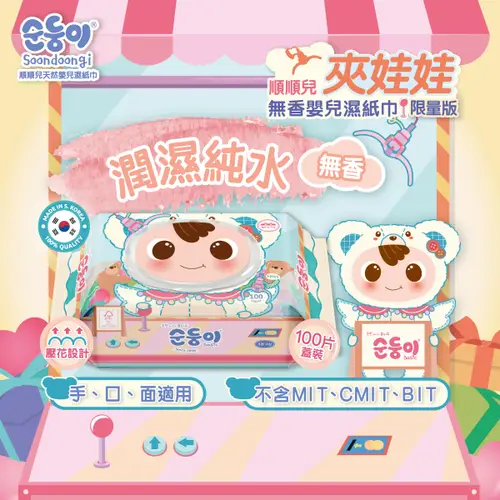 순둥이®
Soondoongi
順順兒天然嬰兒濕紙巾
順順兒 夾娃娃
無香嬰兒濕紙巾 限量版
潤濕純水
無香
MADE IN S. KOREA
100% QUALITY
100
순둥이
순둥이
壓花設計
100片
蓋裝
手、口、面適用
不含MIT、CMIT、BIT